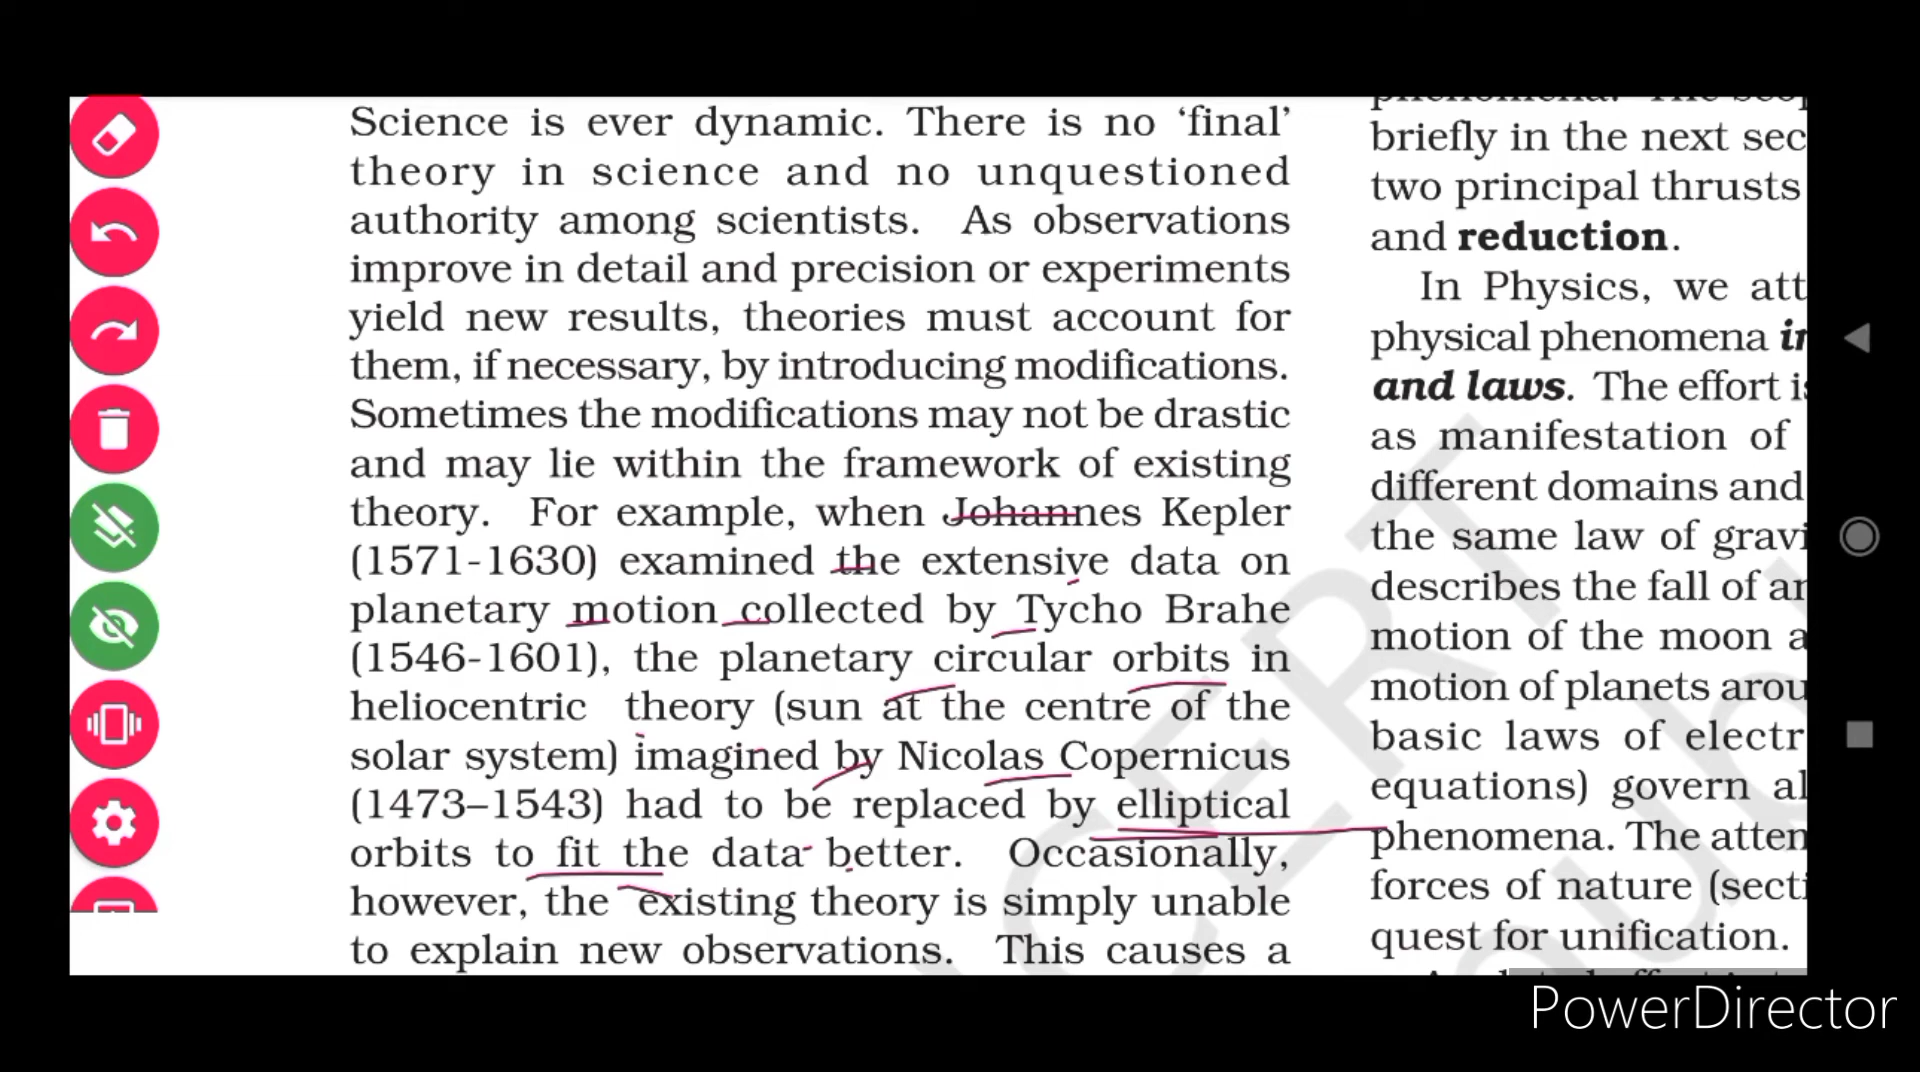 Science is ever dynamic. There is no ‘final’
theory in science and no unquestioned
authority among scientists. As observations
improve in detail and precision or experiments
yield new results, theories must account for
them, if necessary, by introducing modifications.
Sometimes the modifications may not be drastic
and may lie within the framework of existing
theory. For example, when Johannes Kepler
(1571-1630) examined the extensive data on
planetary motion collected by Tycho Brahe
(1546-1601), the planetary circular orbits in
heliocentric theory (sun at the centre of the
solar system) imagined by Nicolas Copernicus
(1473–1543) had to be replaced by elliptical
orbits to fit the data better. Occasionally,
however, the existing theory is simply unable
to explain new observations. This causes a
phenomena. The
briefly in the next sec
two principal thrusts
and reduction.
In Physics, we att
physical phenomena
and laws. The effort
as manifestation of
different domains and
the same law of gravi
describes the fall of
motion of the moon a
motion of planets arou
basic laws of electr
equations) govern al
phenomena. The atten
forces of nature (secti
quest for unification.
PowerDirector